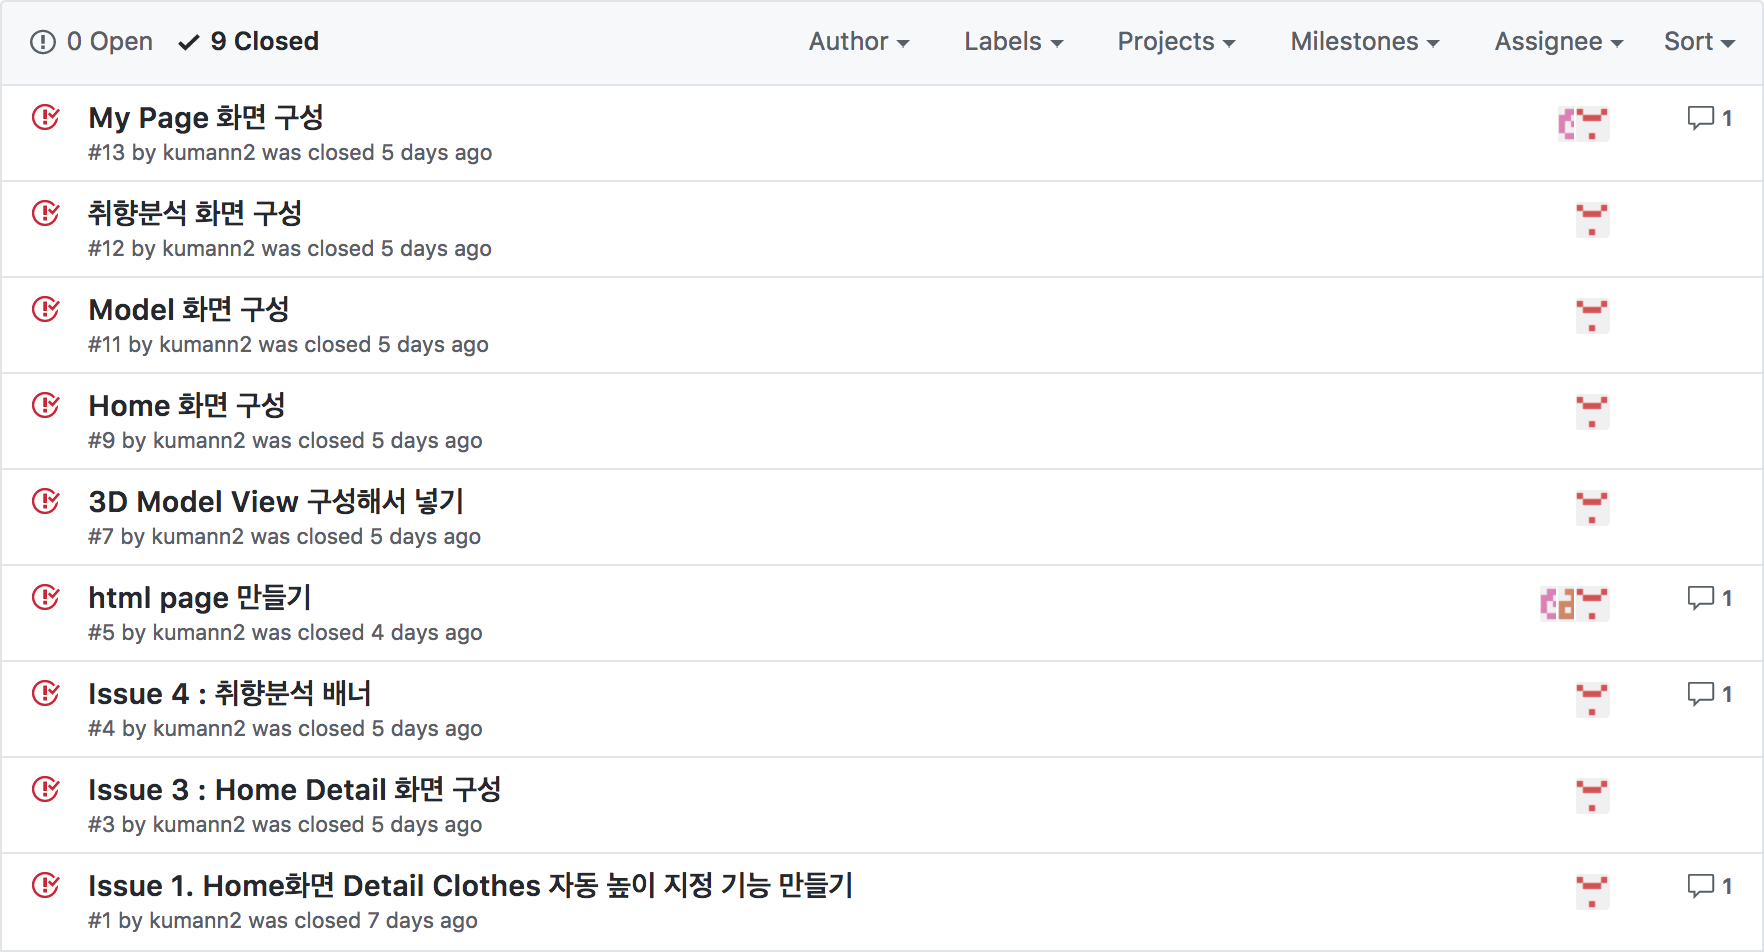 0 Open 9 Closed Author Labels Projects Milestones Assignee Sort
My Page 화면 구성 1
#13 by kumann2 was closed 5 days ago
취향분석 화면 구성
#12 by kumann2 was closed 5 days ago
Model 화면 구성
#11 by kumann2 was closed 5 days ago
Home 화면 구성
#9 by kumann2 was closed 5 days ago
3D Model View 구성해서 넣기
#7 by kumann2 was closed 5 days ago
html page 만들기 1
#5 by kumann2 was closed 4 days ago
Issue 4 : 취향분석 배너 1
#4 by kumann2 was closed 5 days ago
Issue 3 : Home Detail 화면 구성
#3 by kumann2 was closed 5 days ago
Issue 1. Home화면 Detail Clothes 자동 높이 지정 기능 만들기 1
#1 by kumann2 was closed 7 days ago